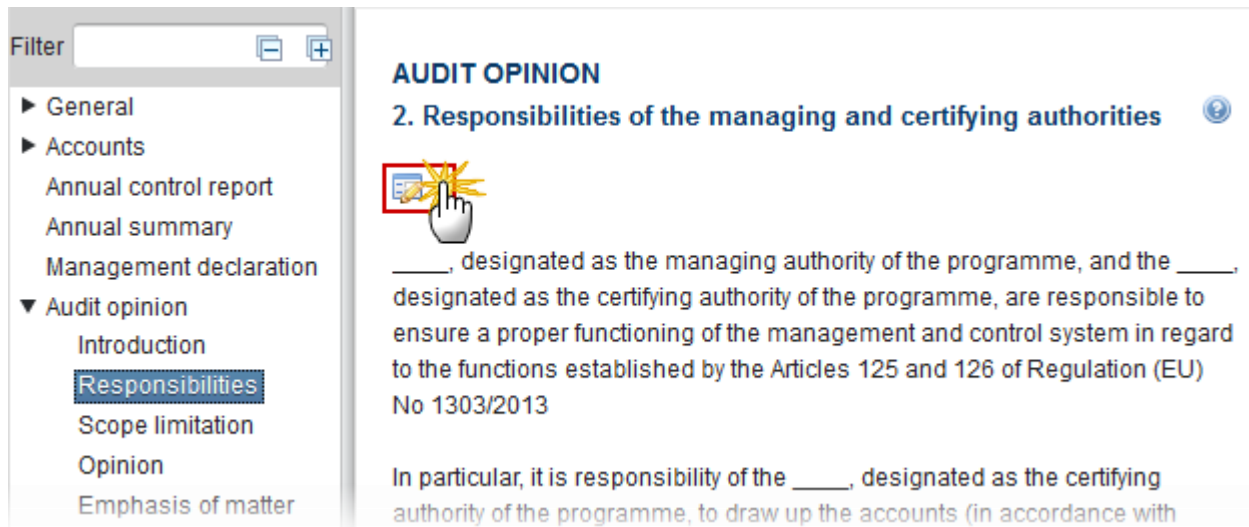 Filter
General
Accounts
Annual control report
Annual summary
Management declaration
Audit opinion
Introduction
Responsibilities
Scope limitation
Opinion
Emphasis of matter
AUDIT OPINION
2. Responsibilities of the managing and certifying authorities
____, designated as the managing authority of the programme, and the ____,
designated as the certifying authority of the programme, are responsible to
ensure a proper functioning of the management and control system in regard
to the functions established by the Articles 125 and 126 of Regulation (EU)
No 1303/2013
In particular, it is responsibility of the ____, designated as the certifying
authority of the programme, to draw up the accounts (in accordance with